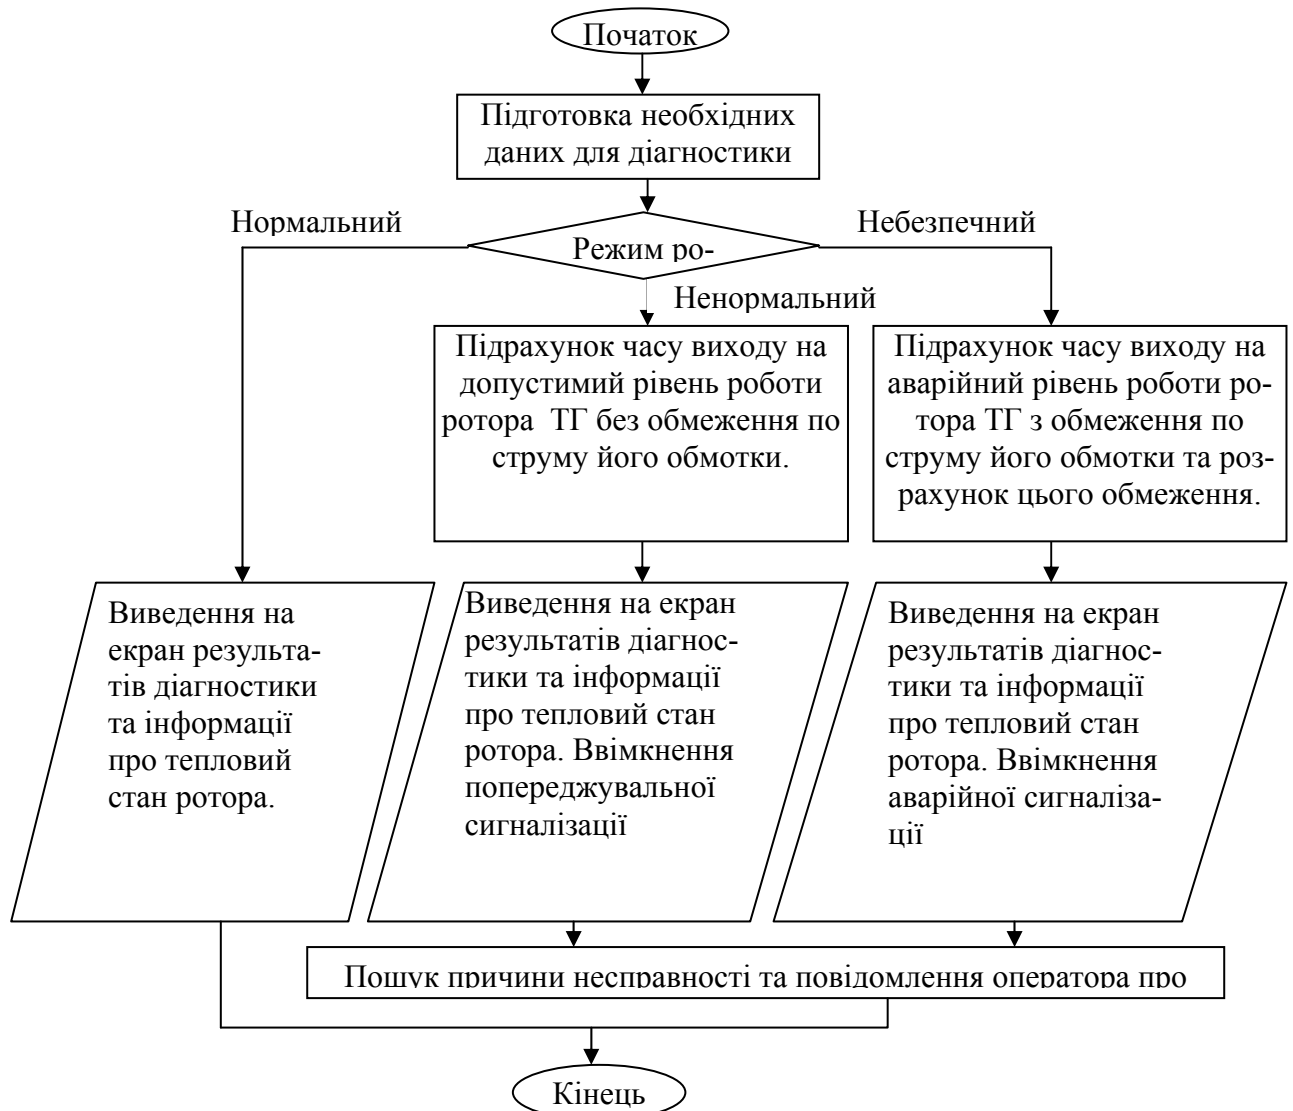 Початок
Підготовка необхідних
даних для діагностики
Нормальний
Небезпечний
Режим ро-
Ненормальний
Підрахунок часу виходу на
допустимий рівень роботи
ротора ТГ без обмеження по
струму його обмотки.
Підрахунок часу виходу на
аварійний рівень роботи ро-
тора ТГ з обмеження по
струму його обмотки та роз-
рахунок цього обмеження.
Виведення на
екран результа-
тів діагностики
та інформації
про тепловий
стан ротора.
Виведення на екран
результатів діагнос-
тики та інформації
про тепловий стан
ротора. Ввімкнення
попереджувальної
сигналізації
Виведення на екран
результатів діагнос-
тики та інформації
про тепловий стан
ротора. Ввімкнення
аварійної сигналіза-
ції
Пошук причини несправності та повідомлення оператора про
Кінець